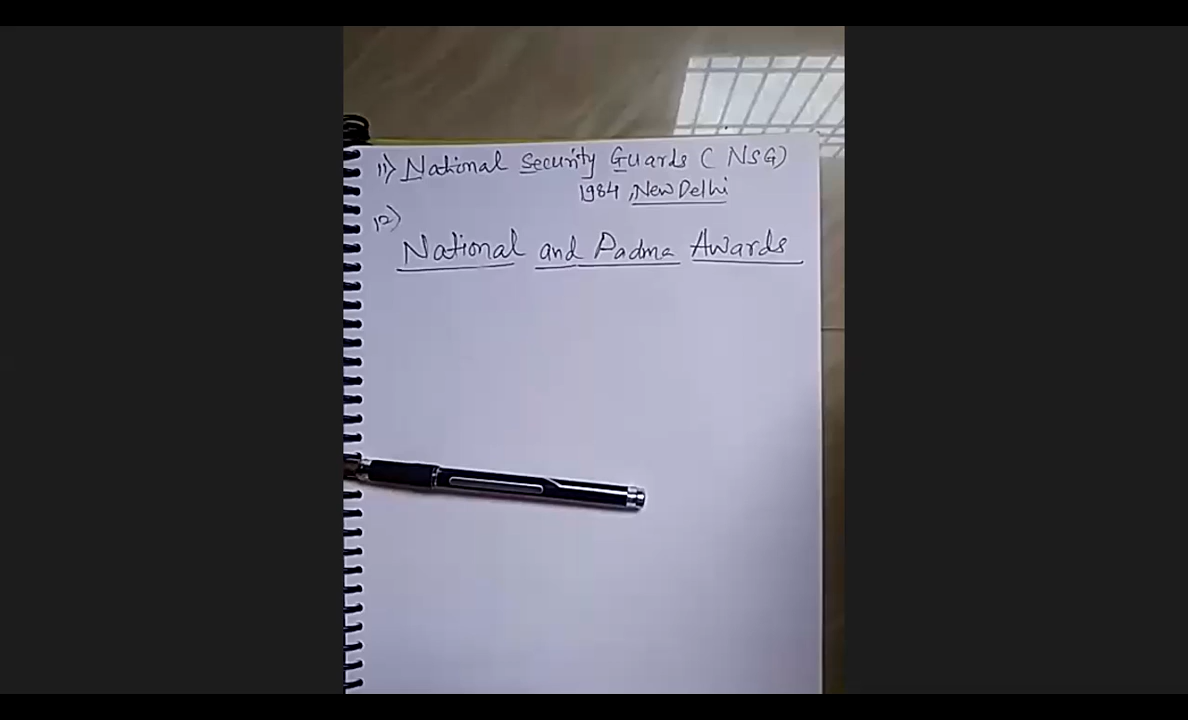 11) National Security Guards ( NSG)
1984 , New Delhi
12)
National and Padma Awards